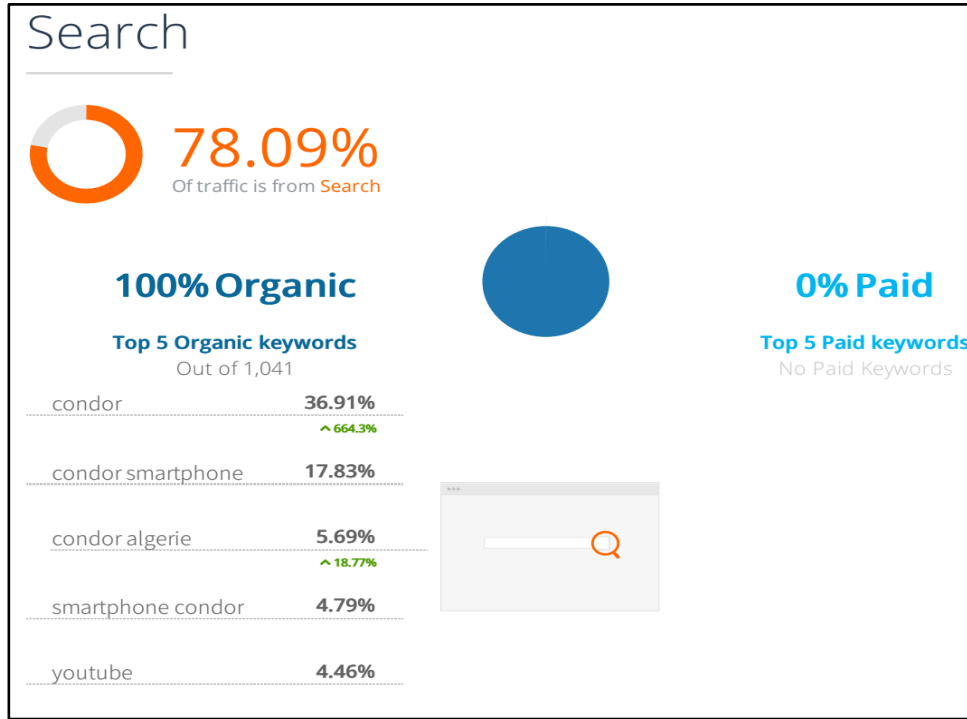 Search
78.09%
Of traffic is from Search
100% Organic
Top 5 Organic keywords
Out of 1,041
condor 36.91%
664.3%
condor smartphone 17.83%
condor algerie 5.69%
18.77%
smartphone condor 4.79%
youtube 4.46%
0% Paid
Top 5 Paid keywords
No Paid Keywords